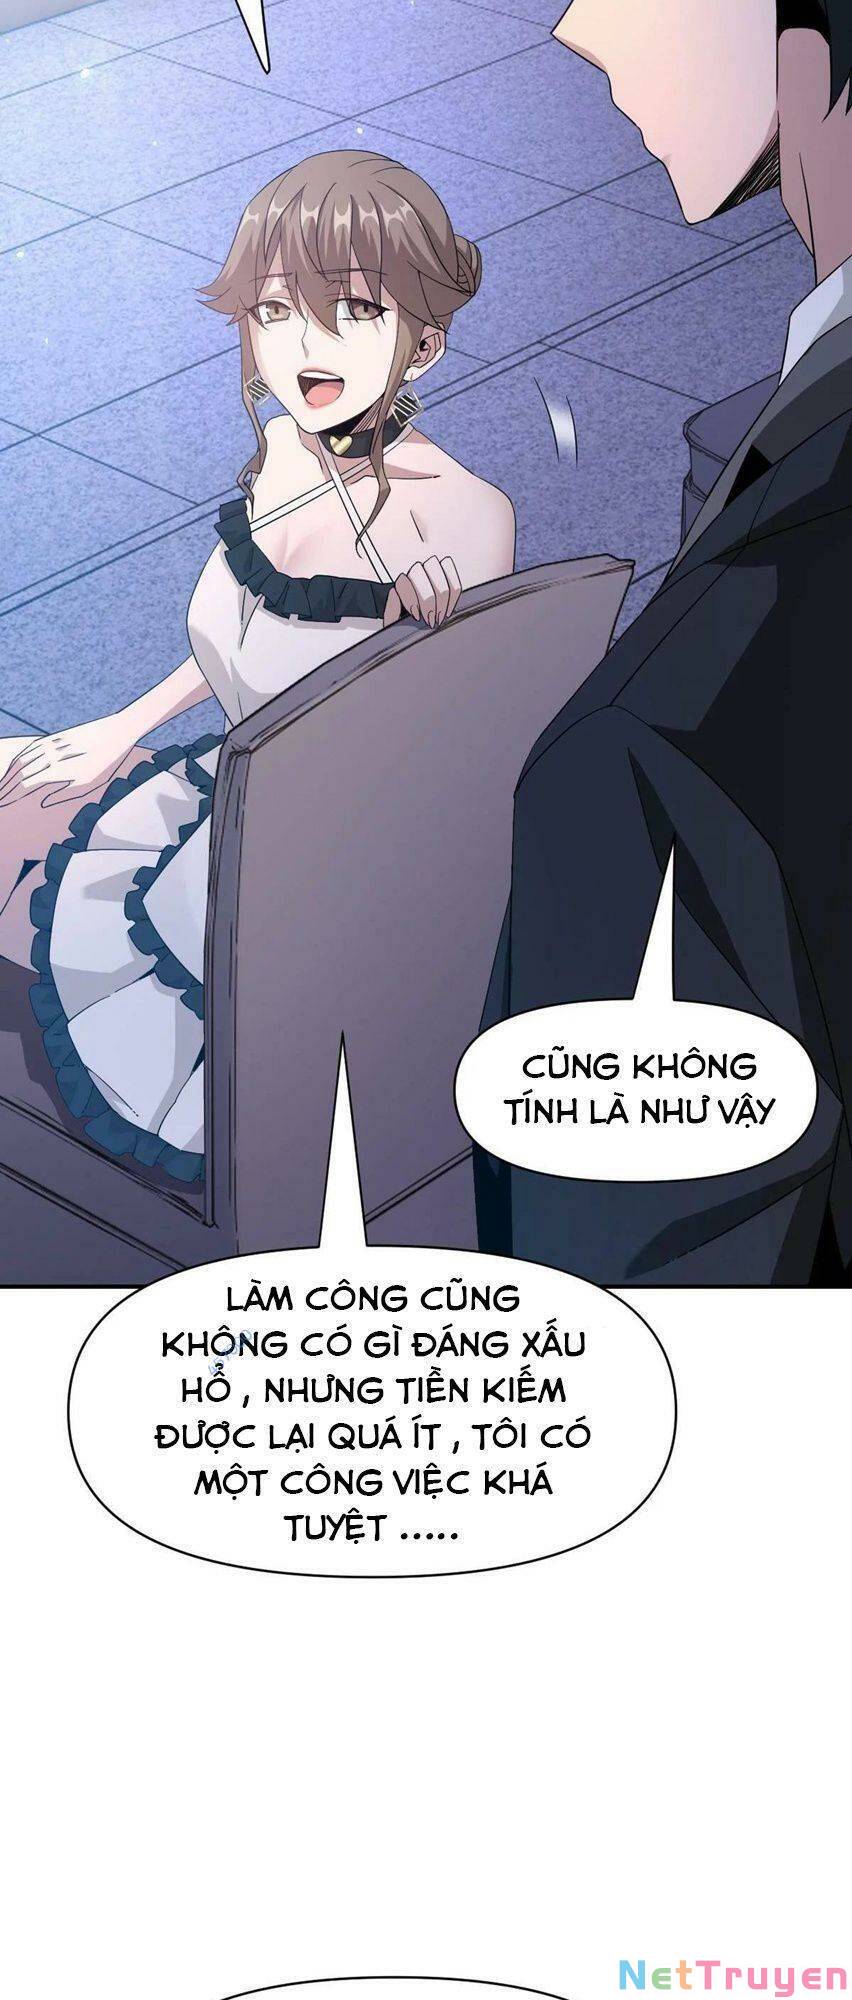 CŨNG KHÔNG
TÍNH LÀ NHƯ VẬY
LÀM CÔNG CŨNG
KHÔNG CÓ GÌ ĐÁNG XẤU
HỔ , NHƯNG TIỀN KIẾM
ĐƯỢC LẠI QUÁ ÍT , TÔI CÓ
MỘT CÔNG VIỆC KHÁ
TUYỆT .....
NETTRUYEN